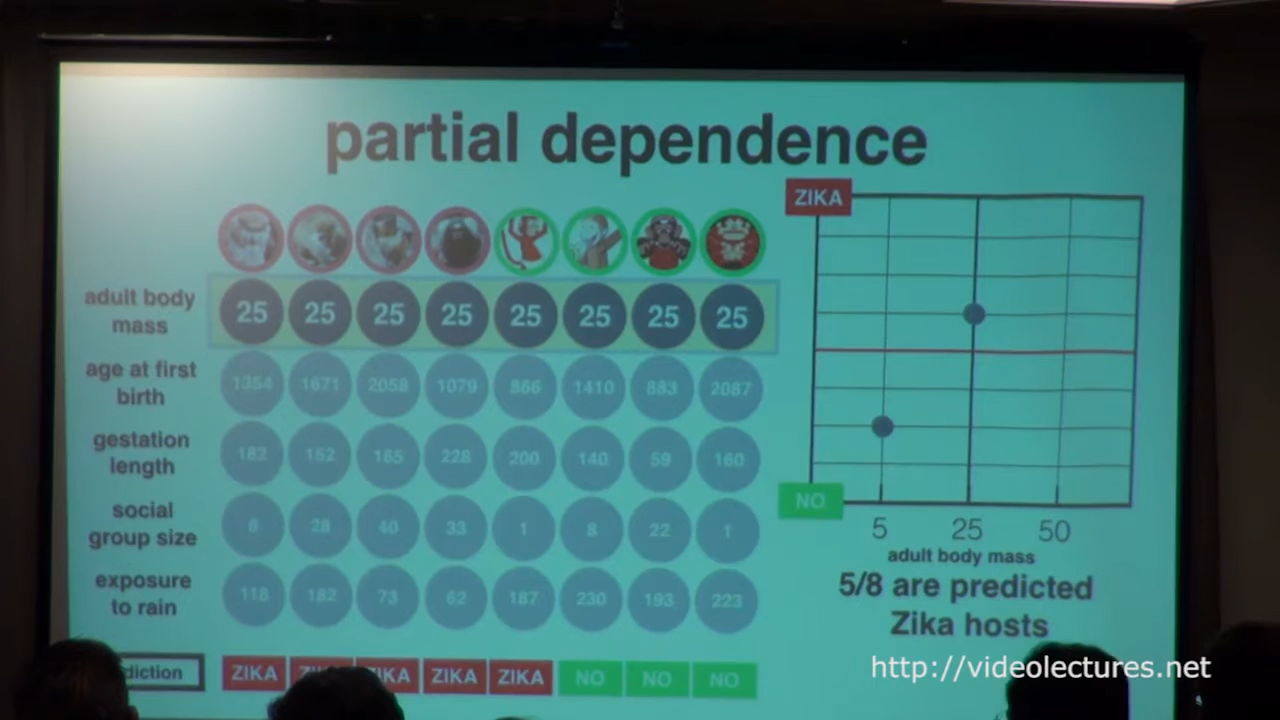 partial dependence
ZIKA
adult body
mass
25 25 25 25 25 25 25 25
age at first
birth
1354 1671 2058 1079 866 1410 883 2087
gestation
length
182 152 165 228 200 140 59 160
social
group size
28 40 33 1 8 22 1
exposure
to rain
118 182 73 62 187 230 193 223
ZIKA ZIKA ZIKA NO NO NO
NO
5 25 50
adult body mass
5/8 are predicted
Zika hosts
http://videolectures.net